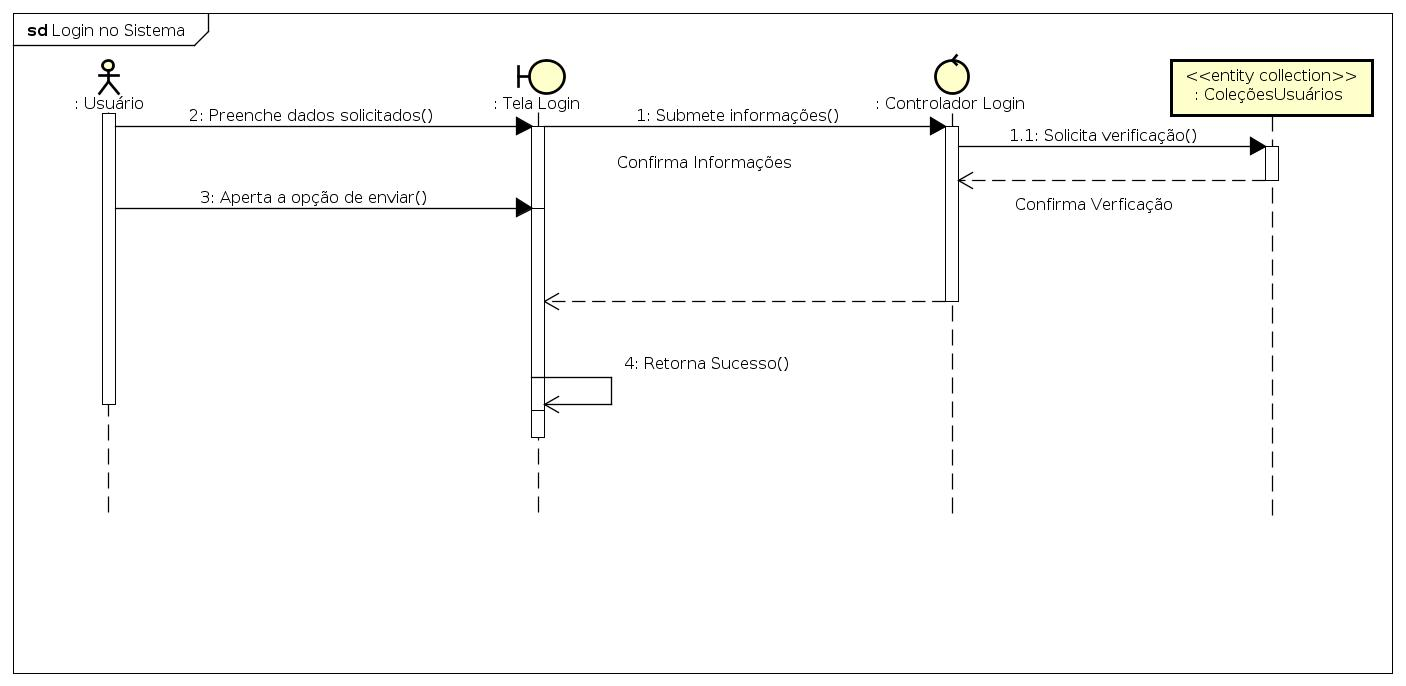 sd Login no Sistema
: Usuário
: Tela Login
: Controlador Login
<<entity collection>>
: ColeçõesUsuários
2: Preenche dados solicitados()
1: Submete informações()
1.1: Solicita verificação()
Confirma Informações
3: Aperta a opção de enviar()
Confirma Verficação
4: Retorna Sucesso()